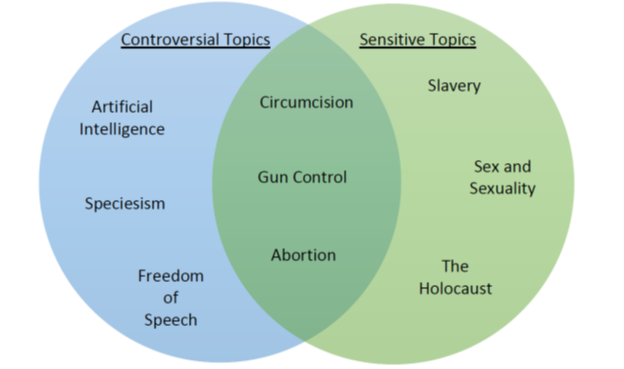 Controversial Topics
Sensitive Topics
Artificial
Intelligence
Speciesism
Freedom
of
Speech
Circumcision
Gun Control
Abortion
Slavery
Sex and
Sexuality
The
Holocaust